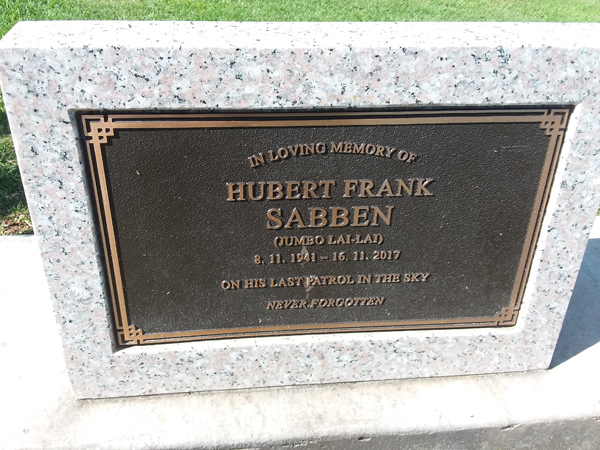 IN LOVING MEMORY OF
HUBERT FRANK
SABBEN
(JUMBO LAI-LAI)
8. 11. 1941 – 16. 11. 2017
ON HIS LAST PATROL IN THE SKY
NEVER FORGOTTEN